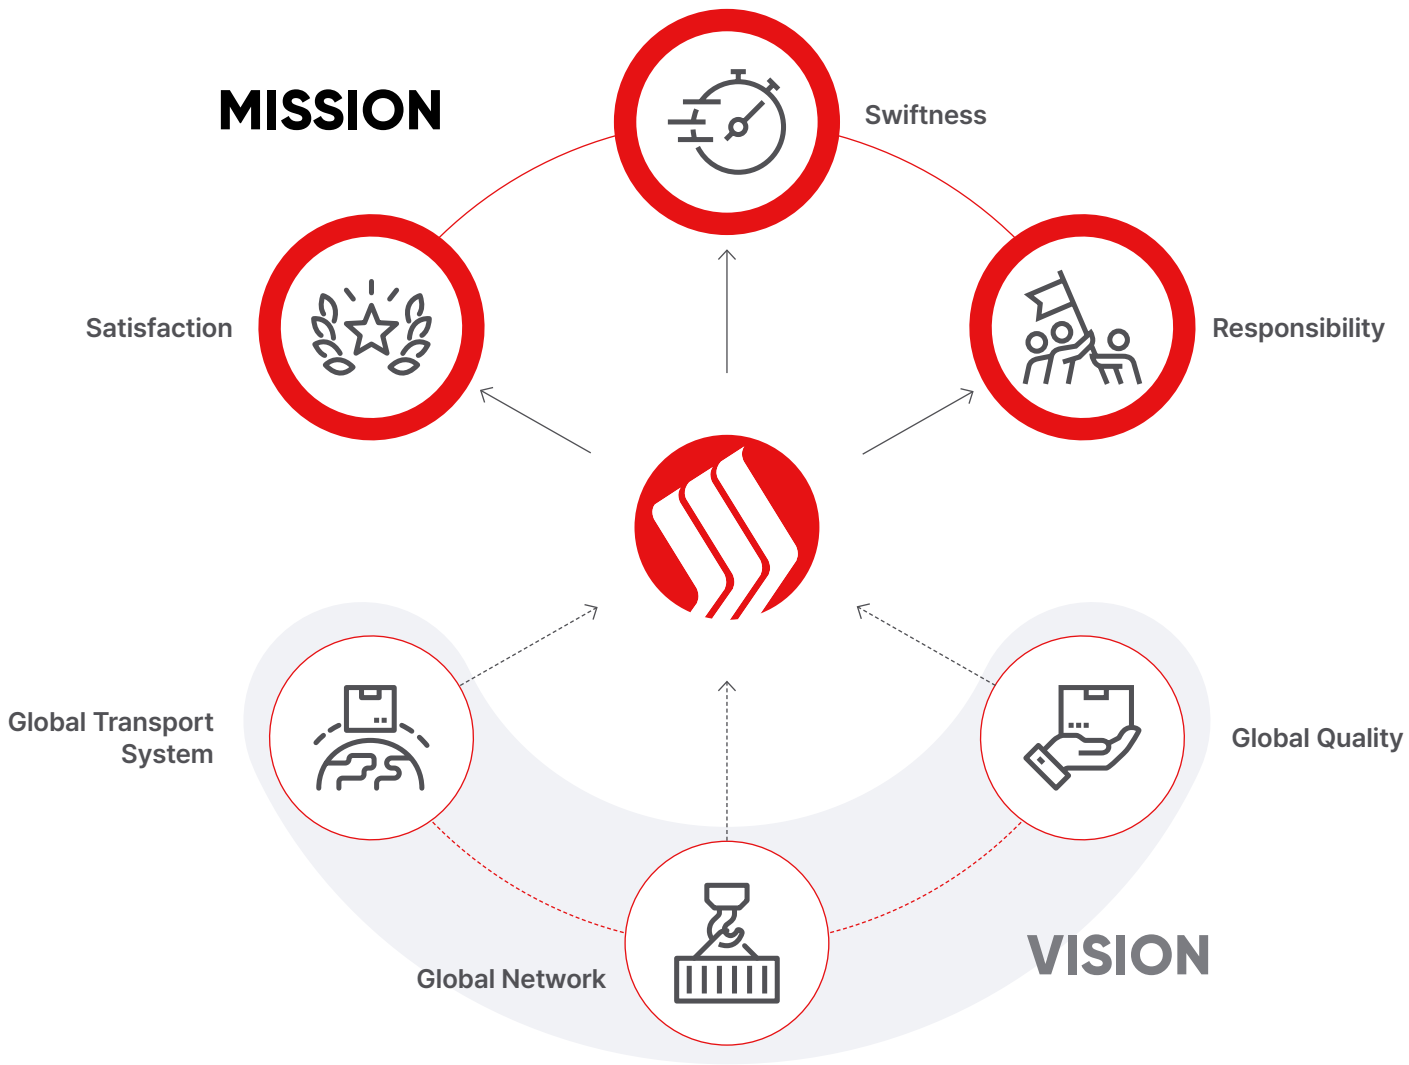 MISSION
Swiftness
Satisfaction
Responsibility
Global Transport
System
Global Quality
Global Network
VISION